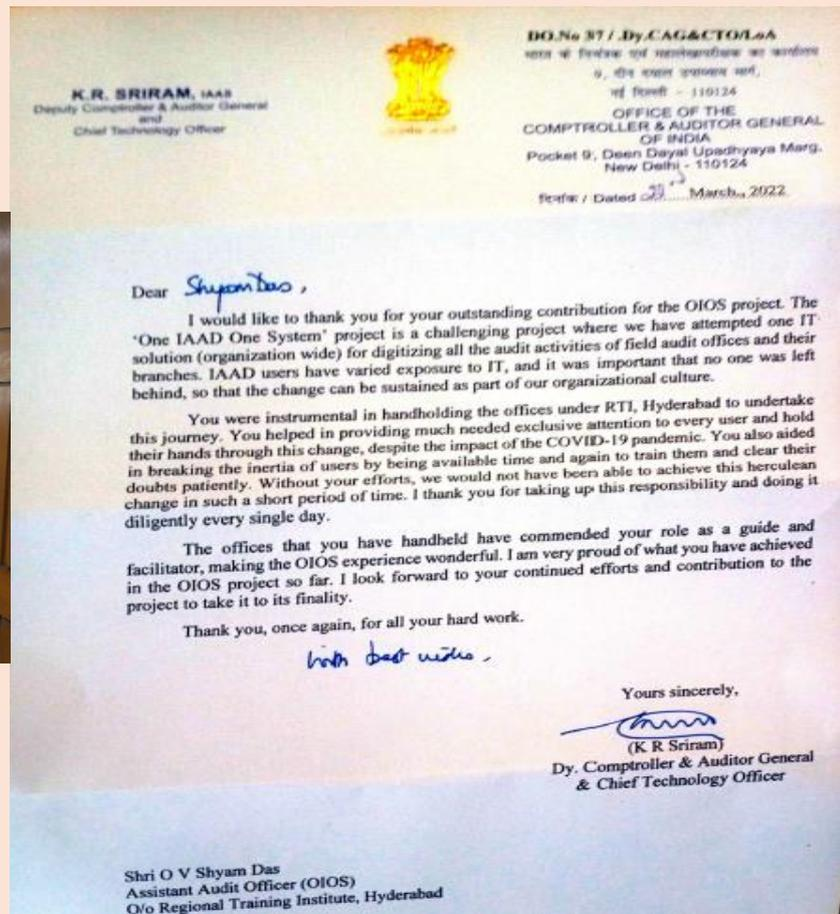 K.R. SRIRAM, IAAS
Deputy Comptroller & Auditor General
and
Chief Technology Officer
DO.No 87 / .Dy.CAG&CTO/LoA
भारत के नियंत्रक एवं महालेखापरीक्षक का कार्यालय
9, दीन दयाल उपाध्याय मार्ग,
नई दिल्ली - 110124
OFFICE OF THE
COMPTROLLER & AUDITOR GENERAL
OF INDIA
Pocket 9, Deen Dayal Upadhyaya Marg.
New Delhi - 110124
दिनांक / Dated March., 2022
Dear Shyam Das,
I would like to thank you for your outstanding contribution for the OIOS project. The
'One IAAD One System' project is a challenging project where we have attempted one IT
solution (organization wide) for digitizing all the audit activities of field audit offices and their
branches. IAAD users have varied exposure to IT, and it was important that no one was left
behind, so that the change can be sustained as part of our organizational culture.
You were instrumental in handholding the offices under RTI, Hyderabad to undertake
this journey. You helped in providing much needed exclusive attention to every user and hold
their hands through this change, despite the impact of the COVID-19 pandemic. You also aided
in breaking the inertia of users by being available time and again to train them and clear their
doubts patiently. Without your efforts, we would not have been able to achieve this herculean
change in such a short period of time. I thank you for taking up this responsibility and doing it
diligently every single day.
The offices that you have handheld have commended your role as a guide and
facilitator, making the OIOS experience wonderful. I am very proud of what you have achieved
in the OIOS project so far. I look forward to your continued efforts and contribution to the
project to take it to its finality.
Thank you, once again, for all your hard work.
With best wishes,
Yours sincerely,
(K R Sriram)
Dy. Comptroller & Auditor General
& Chief Technology Officer
Shri O V Shyam Das
Assistant Audit Officer (OIOS)
O/o Regional Training Institute, Hyderabad